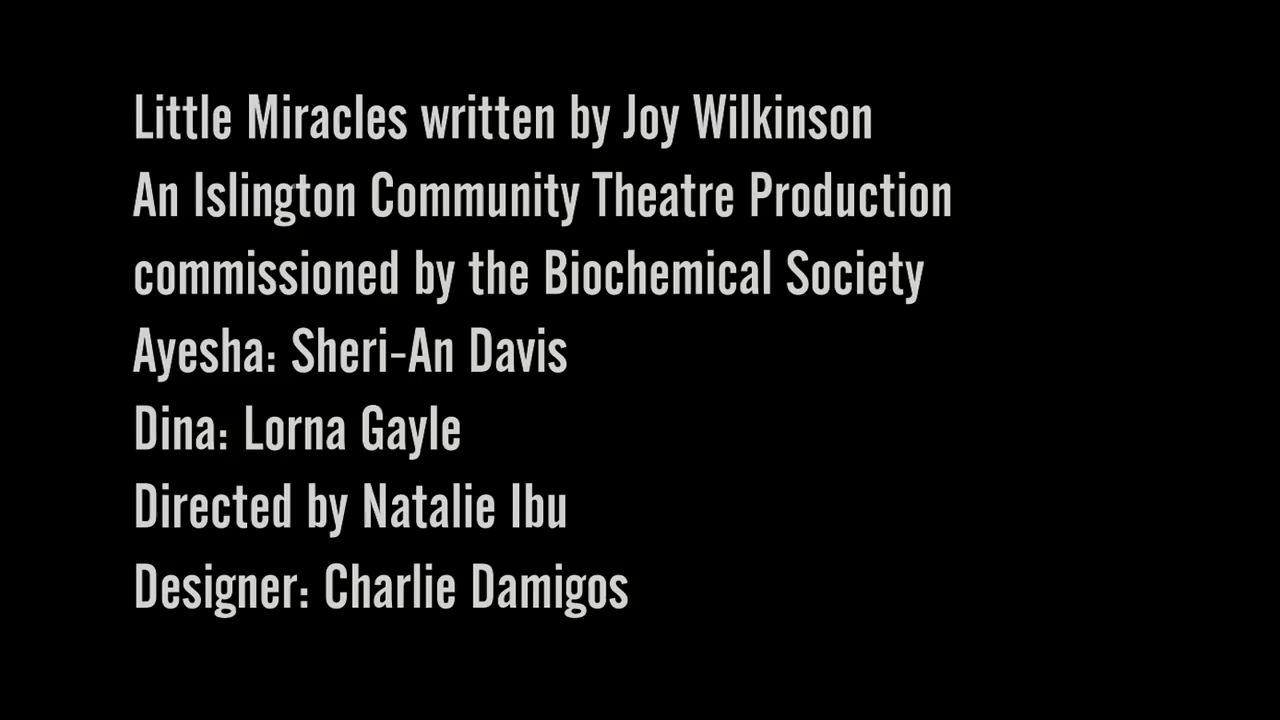 Little Miracles written by Joy Wilkinson
An Islington Community Theatre Production
commissioned by the Biochemical Society
Ayesha: Sheri-An Davis
Dina: Lorna Gayle
Directed by Natalie Ibu
Designer: Charlie Damigos